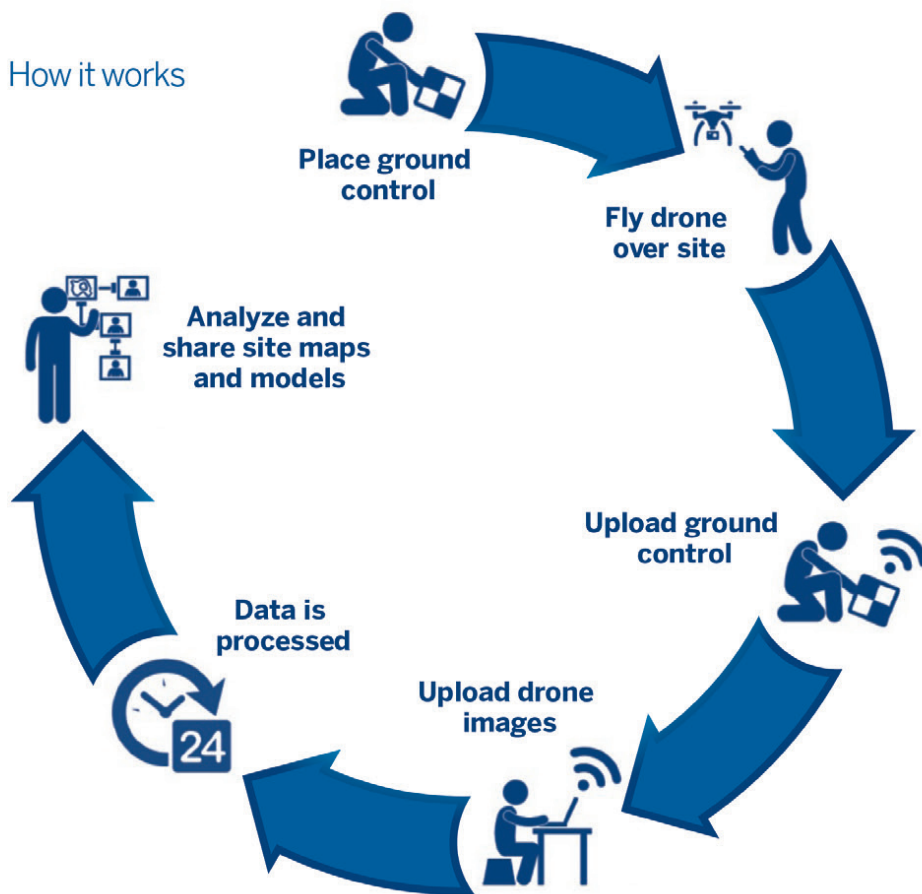 How it works
Place ground
control
Fly drone
over site
Upload ground
control
Upload drone
images
24
Data is
processed
Analyze and
share site maps
and models